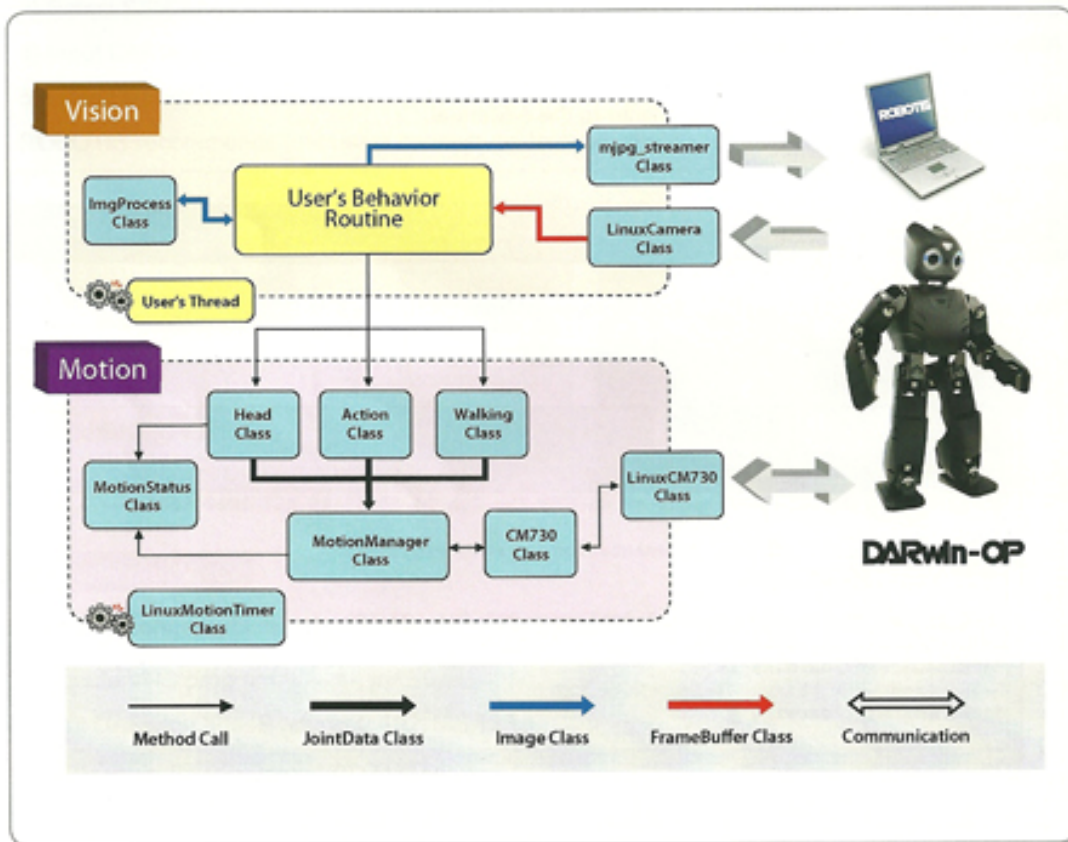 Vision
mjpg_streamer
Class
ROBOTIS
ImgProcess
Class
User's Behavior
Routine
LinuxCamera
Class
User's Thread
Motion
Head
Class
Action
Class
Walking
Class
MotionStatus
Class
LinuxCM730
Class
MotionManager
Class
CM730
Class
DARwin-OP
LinuxMotionTimer
Class
Method Call
JointData Class
Image Class
FrameBuffer Class
Communication